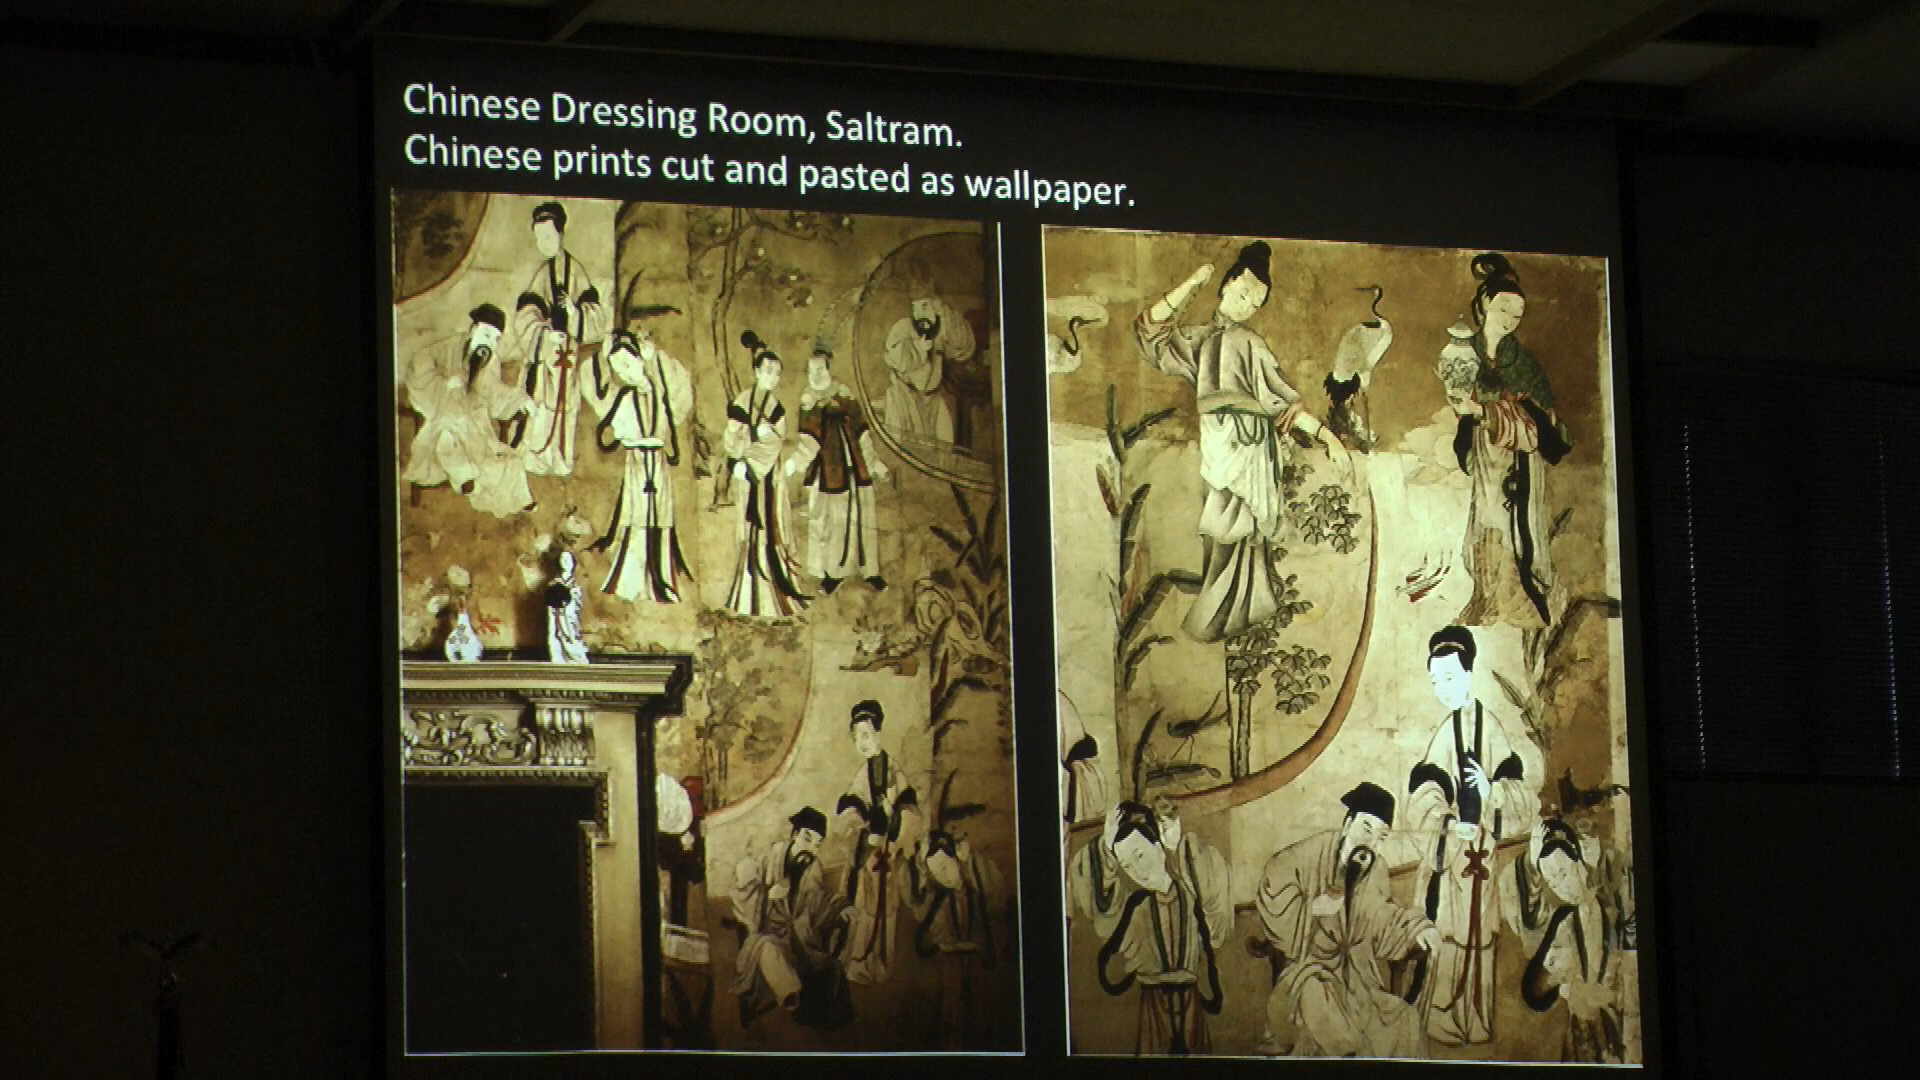 Chinese Dressing Room, Saltram.
Chinese prints cut and pasted as wallpaper.